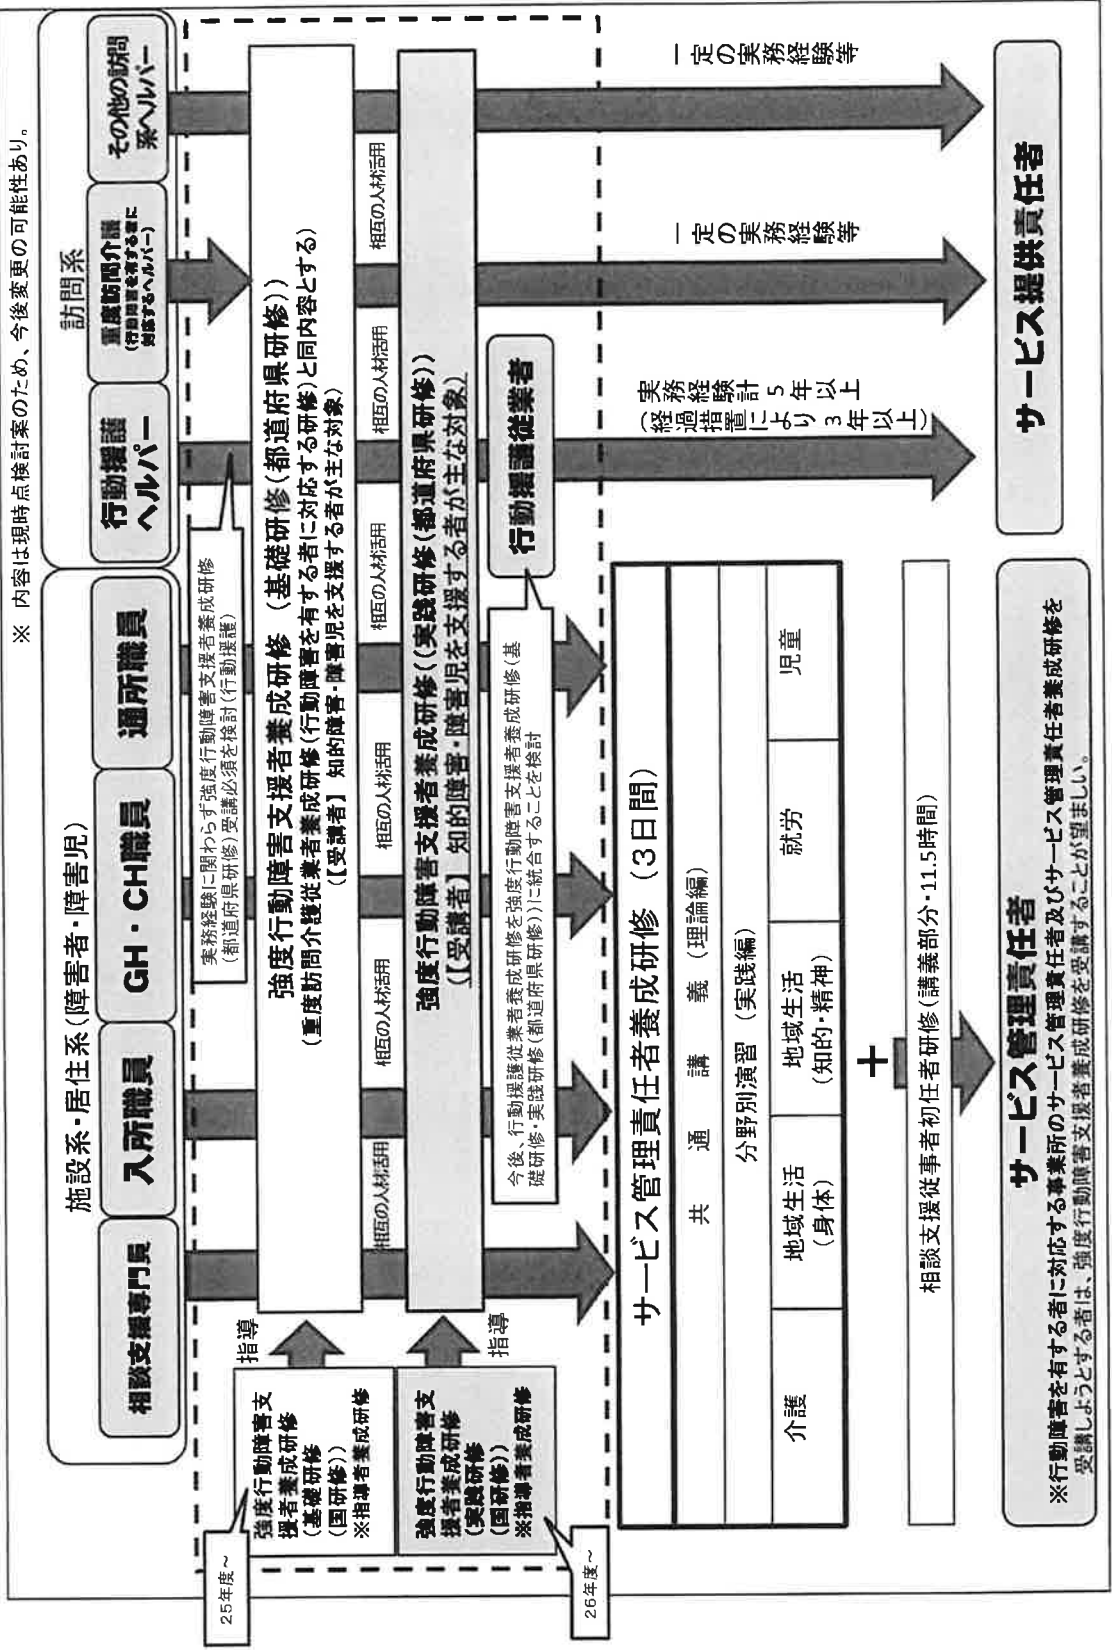 ※ 内容は現時点検討案のため、今後変更の可能性あり。
施設系・居住系(障害者・障害児)
訪問系
相談支援専門員
入所職員
GH・CH職員
通所職員
行動援護
ヘルパー
重度訪問介護
(行動障害を有する者に
対応するヘルパー)
その他の訪問
系ヘルパー
実務経験に関わらず強度行動障害支援者養成研修
(都道府県研修)受講必須を検討(行動援護)
25年度~
強度行動障害支
援者養成研修
(基礎研修
(国研修))
※指導者養成研修
指導
強度行動障害支援者養成研修 (基礎研修(都道府県研修))
(重度訪問介護従業者養成研修(行動障害を有する者に対応する研修)と同内容とする)
(【受講者】 知的障害・障害児を支援する者が主な対象)
相互の人材活用
相互の人材活用
相互の人材活用
相互の人材活用
相互の人材活用
相互の人材活用
強度行動障害支
援者養成研修
(実践研修
(国研修))
※指導者養成研修
26年度~
指導
強度行動障害支援者養成研修((実践研修(都道府県研修))
(【受講者】 知的障害・障害児を支援する者が主な対象)
今後、行動援護従業者養成研修を強度行動障害支援者養成研修(基
礎研修・実践研修(都道府県研修))に統合することを検討
行動援護従業者
サービス管理責任者養成研修 (3日間)
共 通 講 義 (理論編)
分野別演習 (実践編)
介護
地域生活
(身体)
地域生活
(知的・精神)
就労
児童
+
相談支援従事者初任者研修(講義部分・11.5時間)
実務経験計5年以上
(経過措置により3年以上)
一定の実務経験等
一定の実務経験等
サービス管理責任者
※行動障害を有する者に対応する事業所のサービス管理責任者及びサービス管理責任者養成研修を
受講しようとする者は、強度行動障害支援者養成研修を受講することが望ましい。
サービス提供責任者